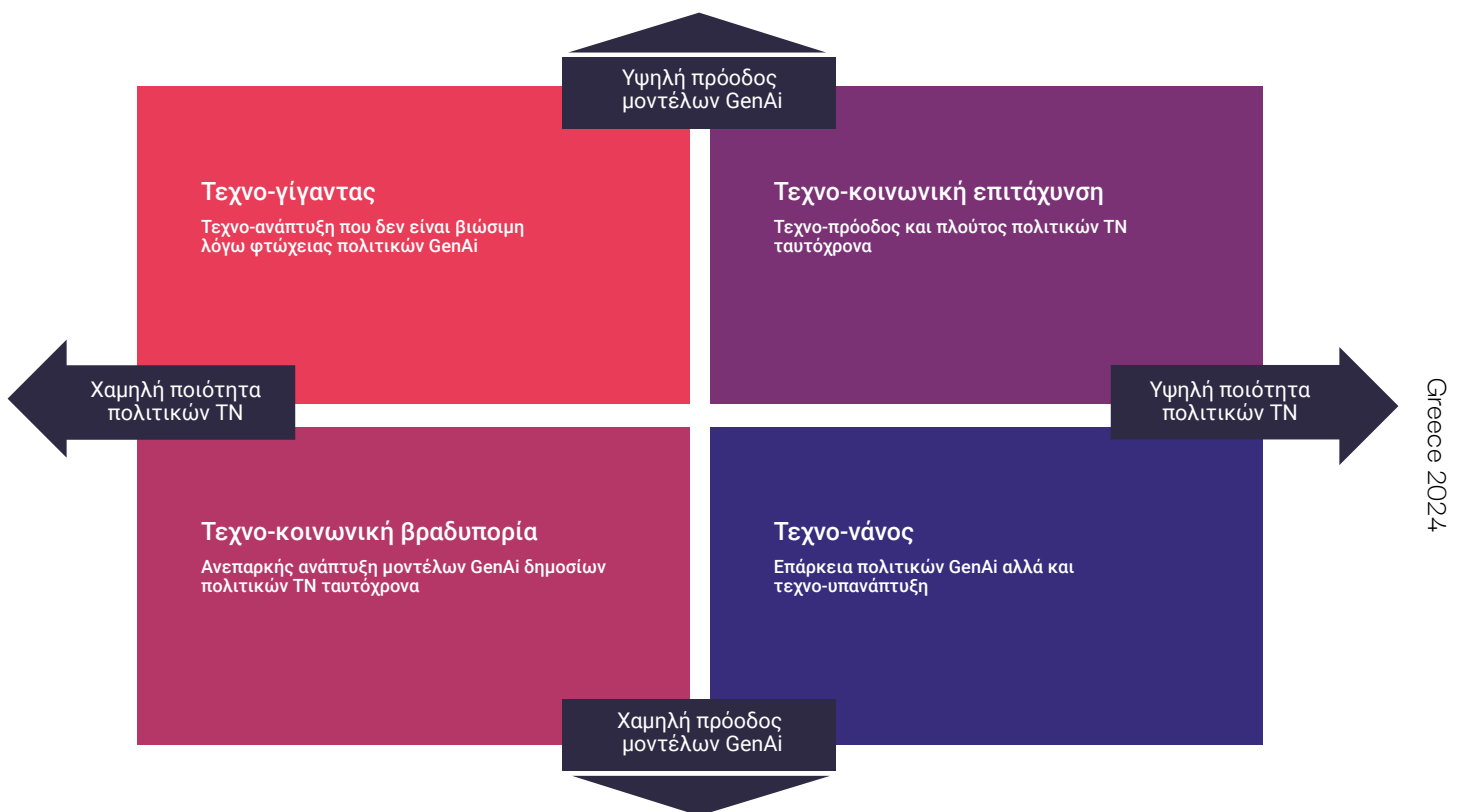 Υψηλή πρόοδος
μοντέλων GenAi
Τεχνο-γίγαντας
Τεχνο-ανάπτυξη που δεν είναι βιώσιμη
λόγω φτώχειας πολιτικών GenAi
Τεχνο-κοινωνική επιτάχυνση
Τεχνο-πρόοδος και πλούτος πολιτικών ΤΝ
ταυτόχρονα
Χαμηλή ποιότητα
πολιτικών ΤΝ
Υψηλή ποιότητα
πολιτικών ΤΝ
Greece 2024
Τεχνο-κοινωνική βραδυπορία
Ανεπαρκής ανάπτυξη μοντέλων GenAi δημοσίων
πολιτικών ΤΝ ταυτόχρονα
Τεχνο-νάνος
Επάρκεια πολιτικών GenAi αλλά και
τεχνο-υπανάπτυξη
Χαμηλή πρόοδος
μοντέλων GenAi